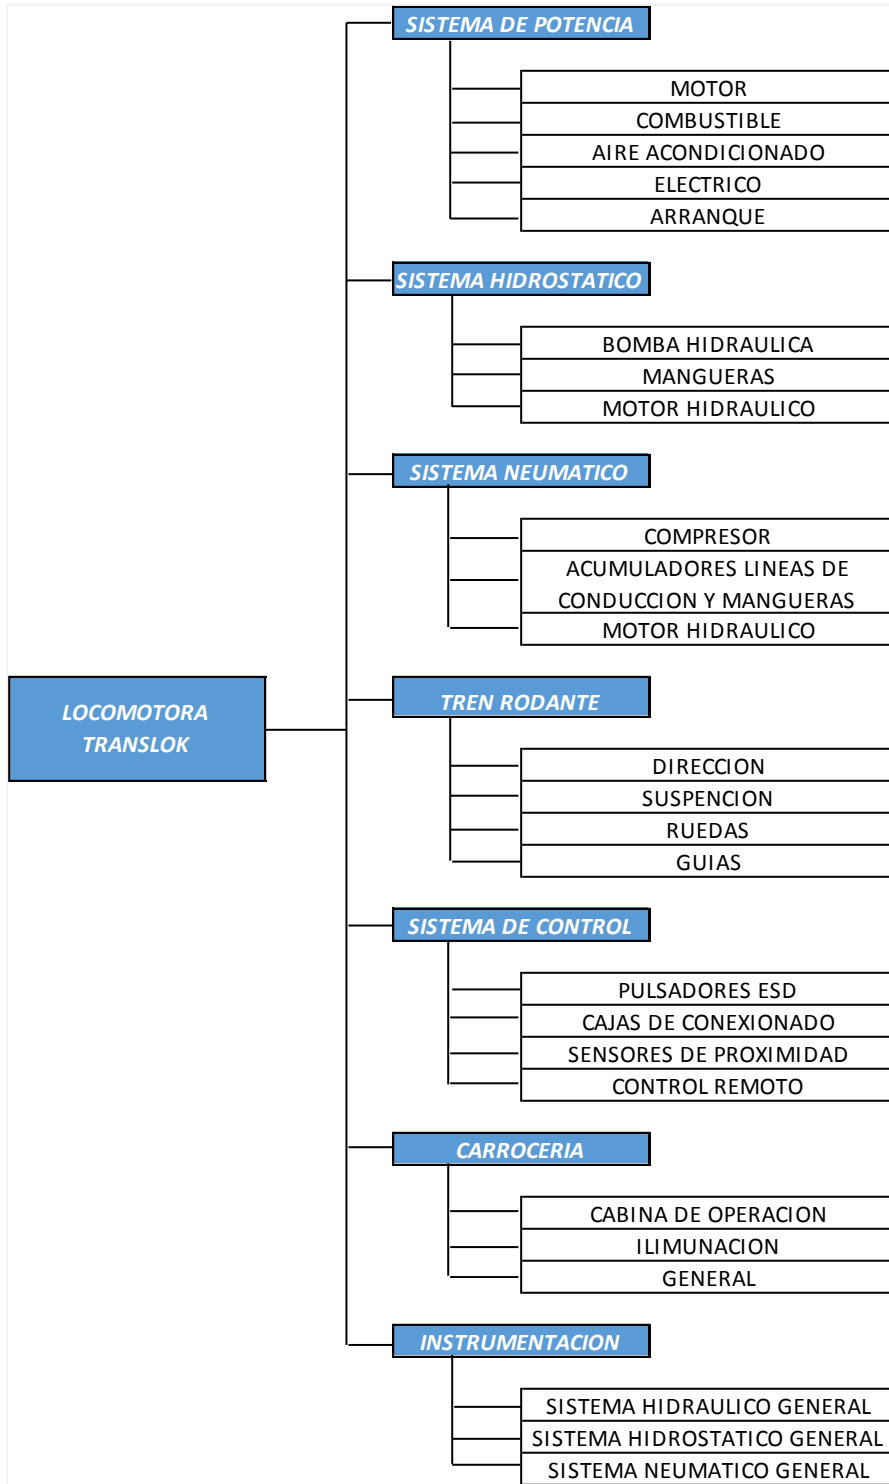 SISTEMA DE POTENCIA
MOTOR
COMBUSTIBLE
AIRE ACONDICIONADO
ELECTRICO
ARRANQUE
SISTEMA HIDROSTATICO
BOMBA HIDRAULICA
MANGUERAS
MOTOR HIDRAULICO
SISTEMA NEUMATICO
COMPRESOR
ACUMULADORES LINEAS DE
CONDUCCION Y MANGUERAS
MOTOR HIDRAULICO
LOCOMOTORA
TRANSLOK
TREN RODANTE
DIRECCION
SUSPENCION
RUEDAS
GUIAS
SISTEMA DE CONTROL
PULSADORES ESD
CAJAS DE CONEXIONADO
SENSORES DE PROXIMIDAD
CONTROL REMOTO
CARROCERIA
CABINA DE OPERACION
ILIMUNACION
GENERAL
INSTRUMENTACION
SISTEMA HIDRAULICO GENERAL
SISTEMA HIDROSTATICO GENERAL
SISTEMA NEUMATICO GENERAL